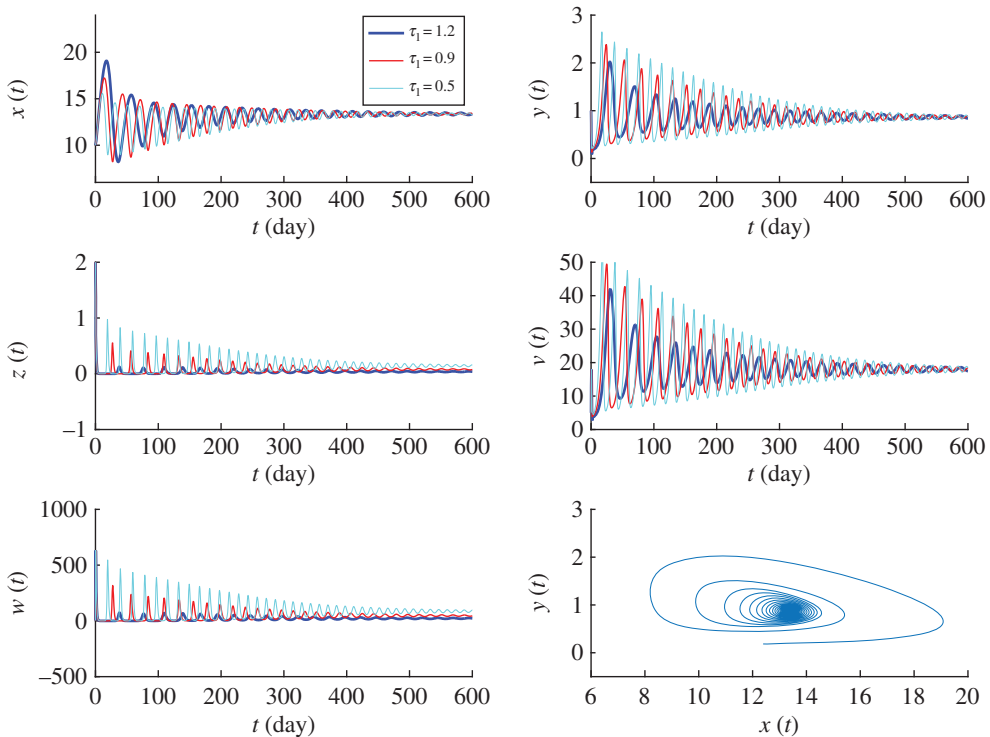 20
15
10
x (t)
τ₁ = 1.2
τ₁ = 0.9
τ₁ = 0.5
0 100 200 300 400 500 600
t (day)
3
2
1
0
y (t)
0 100 200 300 400 500 600
t (day)
2
1
0
–1
z (t)
0 100 200 300 400 500 600
t (day)
50
40
30
20
10
0
v (t)
0 100 200 300 400 500 600
t (day)
1000
500
0
–500
w (t)
0 100 200 300 400 500 600
t (day)
3
2
1
0
y (t)
6 8 10 12 14 16 18 20
x (t)